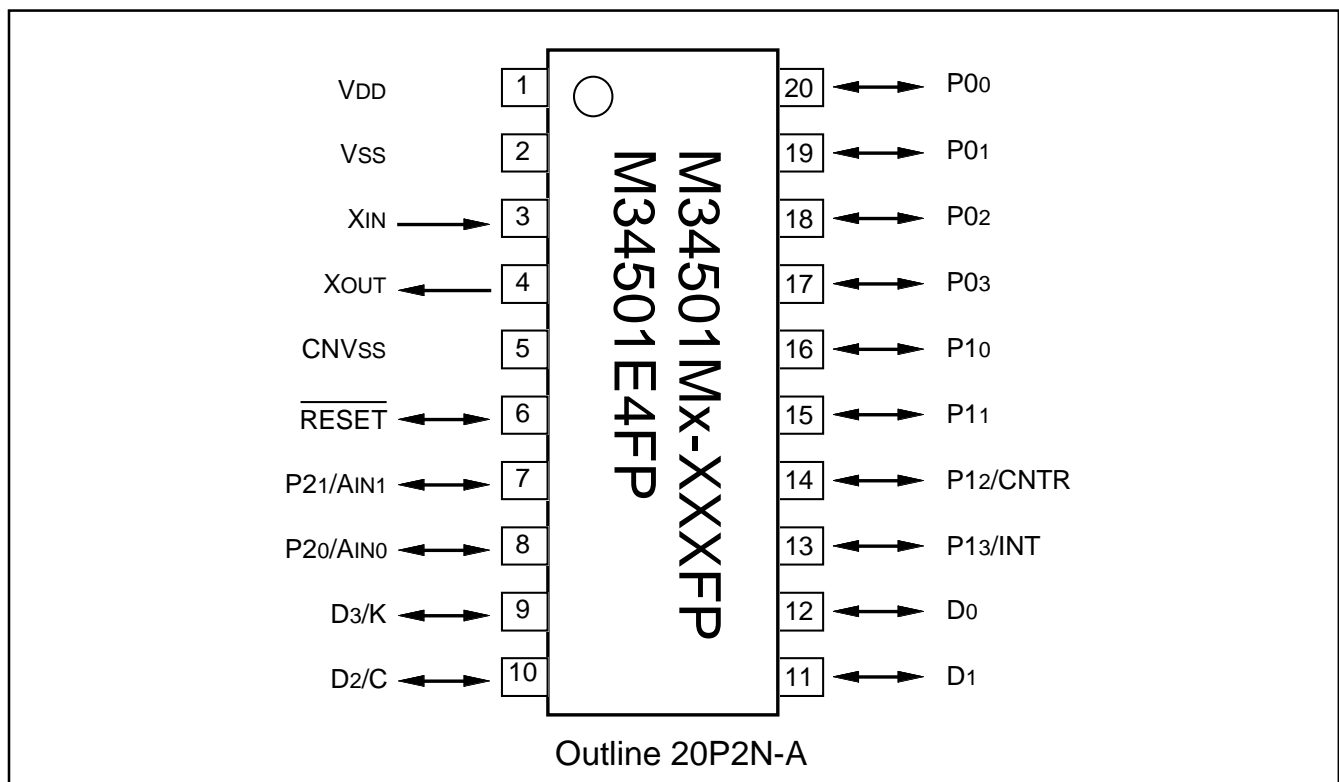 VDD 1 20 P00
VSS 2 19 P01
XIN 3 18 P02
XOUT 4 17 P03
CNVSS 5 16 P10
RESET 6 15 P11
P21/AIN1 7 14 P12/CNTR
P20/AIN0 8 13 P13/INT
D3/K 9 12 D0
D2/C 10 11 D1
M34501Mx-XXXFP
M34501E4FP
Outline 20P2N-A